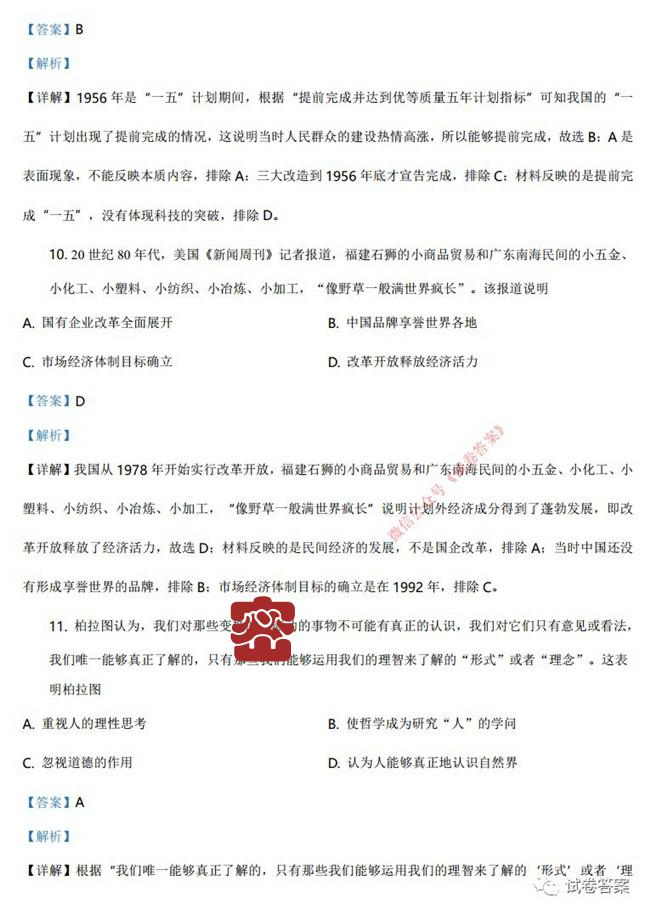 【答案】B
【解析】
【详解】1956 年是“一五”计划期间，根据“提前完成并达到优等质量五年计划指标”可知我国的“一
五”计划出现了提前完成的情况，这说明当时人民群众的建设热情高涨，所以能够提前完成，故选 B；A 是
表面现象，不能反映本质内容，排除 A；三大改造到 1956 年底才宣告完成，排除 C；材料反映的是提前完
成“一五”，没有体现科技的突破，排除 D。
10. 20 世纪 80 年代，美国《新闻周刊》记者报道，福建石狮的小商品贸易和广东南海民间的小五金、
小化工、小塑料、小纺织、小冶炼、小加工，“像野草一般满世界疯长”。该报道说明
A. 国有企业改革全面展开 B. 中国品牌享誉世界各地
C. 市场经济体制目标确立 D. 改革开放释放经济活力
【答案】D
【解析】
【详解】我国从 1978 年开始实行改革开放，福建石狮的小商品贸易和广东南海民间的小五金、小化工、小
塑料、小纺织、小冶炼、小加工，“像野草一般满世界疯长”说明计划外经济成分得到了蓬勃发展，即改
革开放释放了经济活力，故选 D；材料反映的是民间经济的发展，不是国企改革，排除 A；当时中国还没
有形成享誉世界的品牌，排除 B；市场经济体制目标的确立是在 1992 年，排除 C。
微信公众号《试卷答案》
11. 柏拉图认为，我们对那些变 的事物不可能有真正的认识，我们对它们只有意见或看法，
我们唯一能够真正了解的，只有那些我们能够运用我们的理智来了解的“形式”或者“理念”。这表
明柏拉图
A. 重视人的理性思考 B. 使哲学成为研究“人”的学问
C. 忽视道德的作用 D. 认为人能够真正地认识自然界
【答案】A
【解析】
【详解】根据“我们唯一能够真正了解的，只有那些我们能够运用我们的理智来了解的‘形式’或者‘理
试卷答案